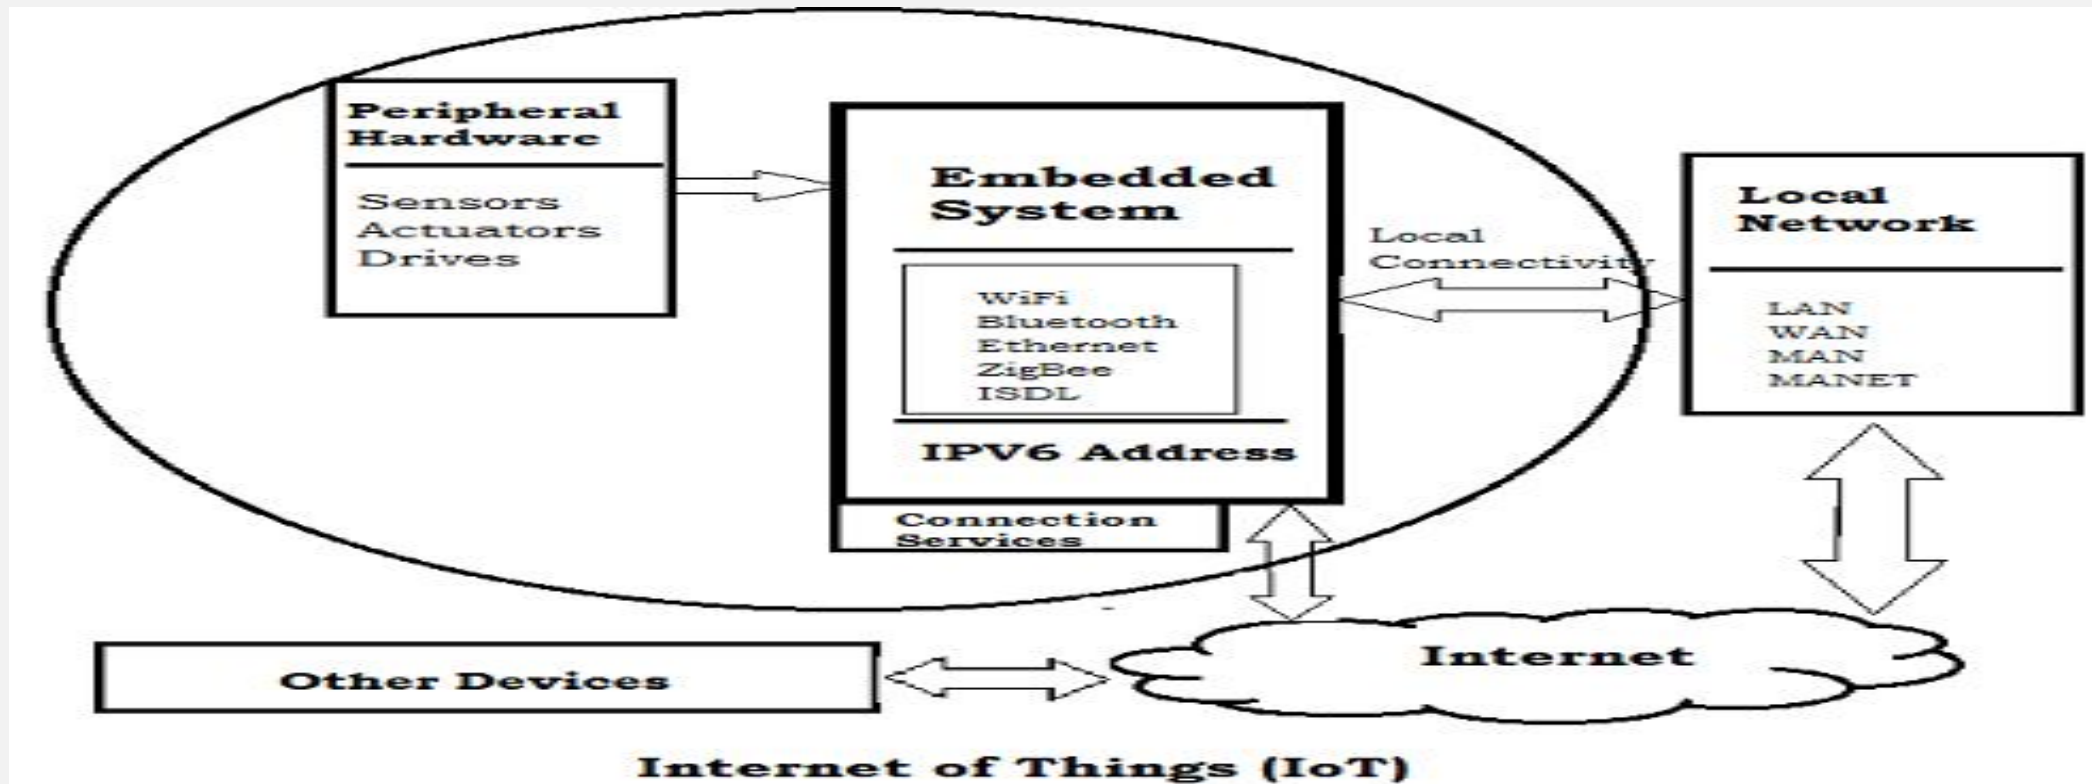 Peripheral
Hardware
Sensors
Actuators
Drives
Embedded
System
WiFi
Bluetooth
Ethernet
ZigBee
ISDL
IPV6 Address
Connection
Services
Local
Connectivity
Local
Network
LAN
WAN
MAN
MANET
Other Devices
Internet
Internet of Things (IoT)